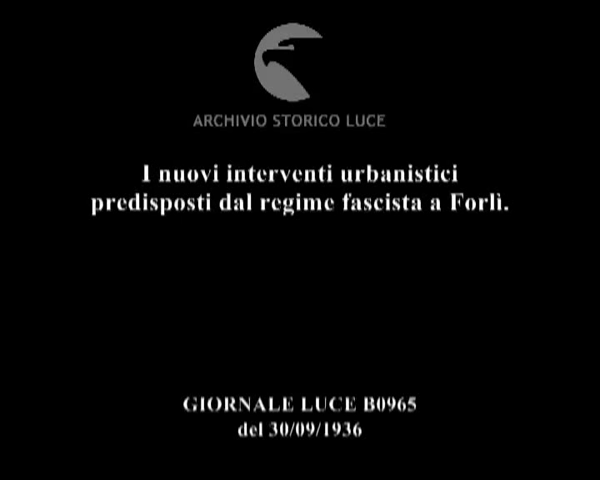 ARCHIVIO STORICO LUCE
I nuovi interventi urbanistici
predisposti dal regime fascista a Forlì.
GIORNALE LUCE B0965
del 30/09/1936